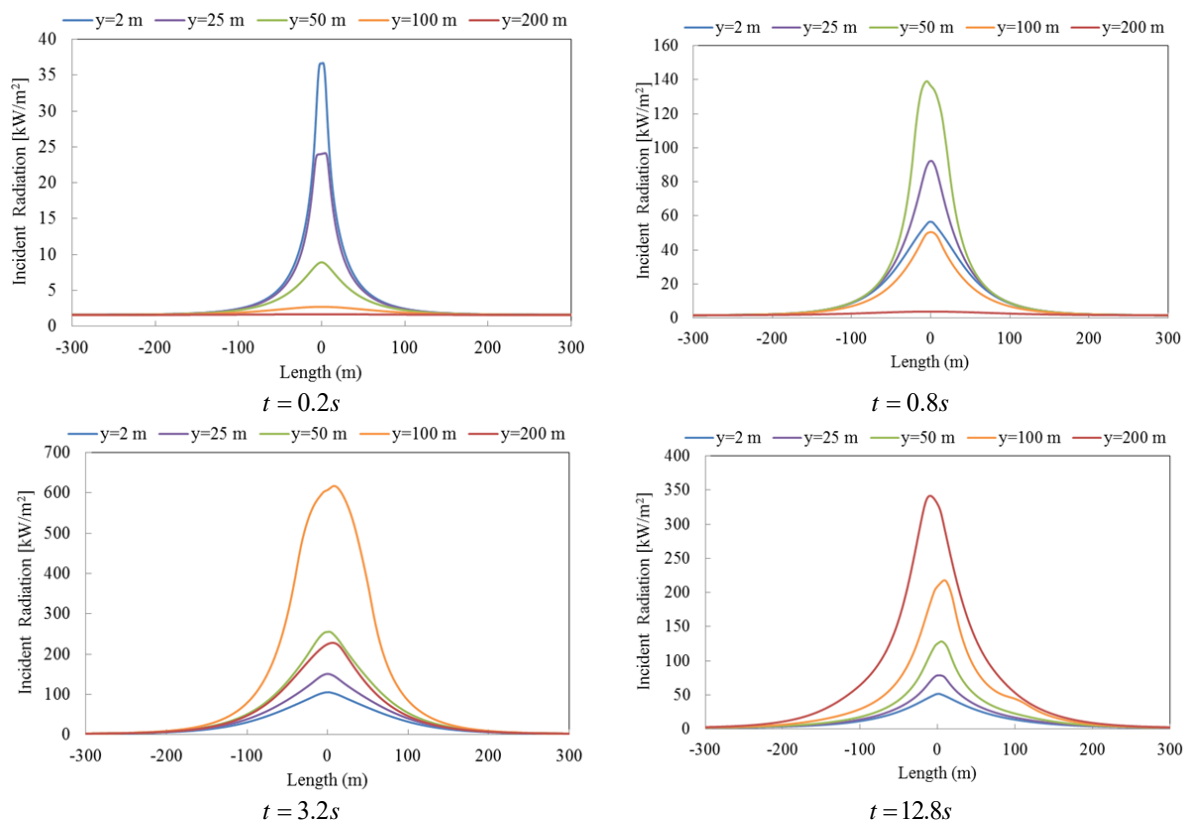 y=2 m y=25 m y=50 m y=100 m y=200 m
Incident Radiation [kW/m²]
40
35
30
25
20
15
10
5
0
-300 -200 -100 0 100 200 300
Length (m)
t = 0.2s
y=2 m y=25 m y=50 m y=100 m y=200 m
Incident Radiation [kW/m²]
160
140
120
100
80
60
40
20
0
-300 -200 -100 0 100 200 300
Length (m)
t = 0.8s
y=2 m y=25 m y=50 m y=100 m y=200 m
Incident Radiation [kW/m²]
700
600
500
400
300
200
100
0
-300 -200 -100 0 100 200 300
Length (m)
t = 3.2s
y=2 m y=25 m y=50 m y=100 m y=200 m
Incident Radiation [kW/m²]
400
350
300
250
200
150
100
50
0
-300 -200 -100 0 100 200 300
Length (m)
t = 12.8s